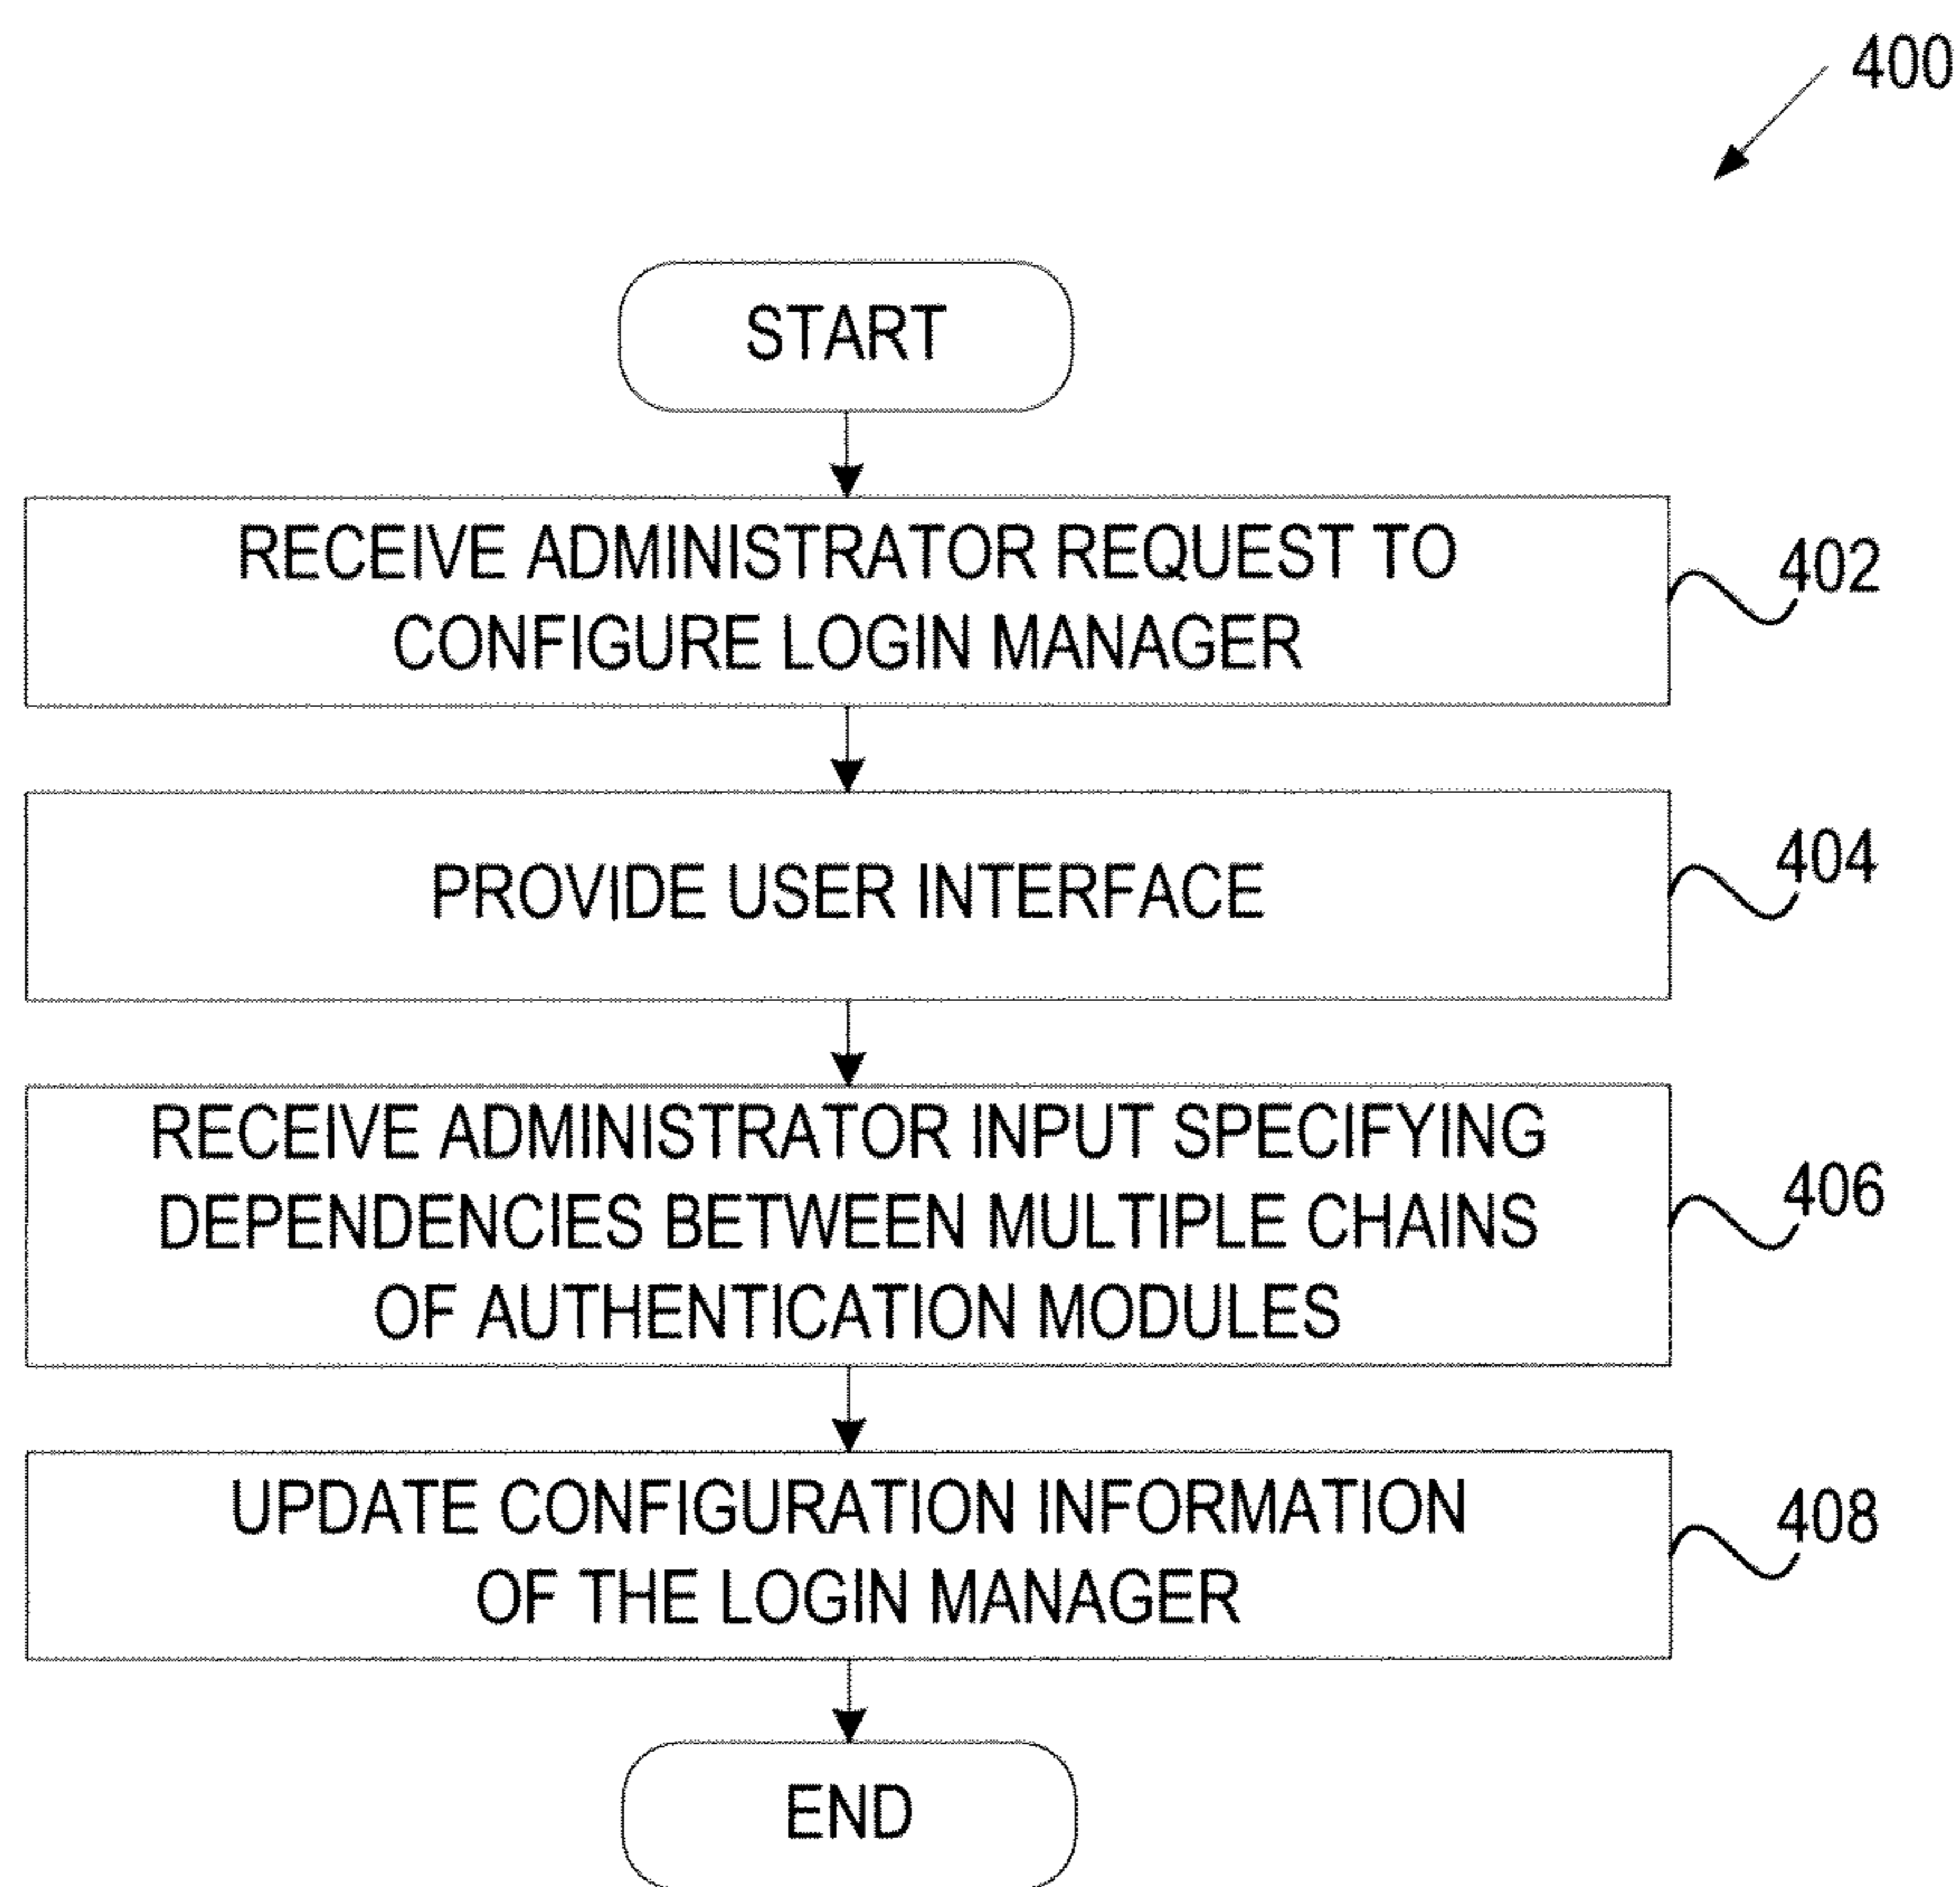 400
START
RECEIVE ADMINISTRATOR REQUEST TO
CONFIGURE LOGIN MANAGER
402
PROVIDE USER INTERFACE
404
RECEIVE ADMINISTRATOR INPUT SPECIFYING
DEPENDENCIES BETWEEN MULTIPLE CHAINS
OF AUTHENTICATION MODULES
406
UPDATE CONFIGURATION INFORMATION
OF THE LOGIN MANAGER
408
END